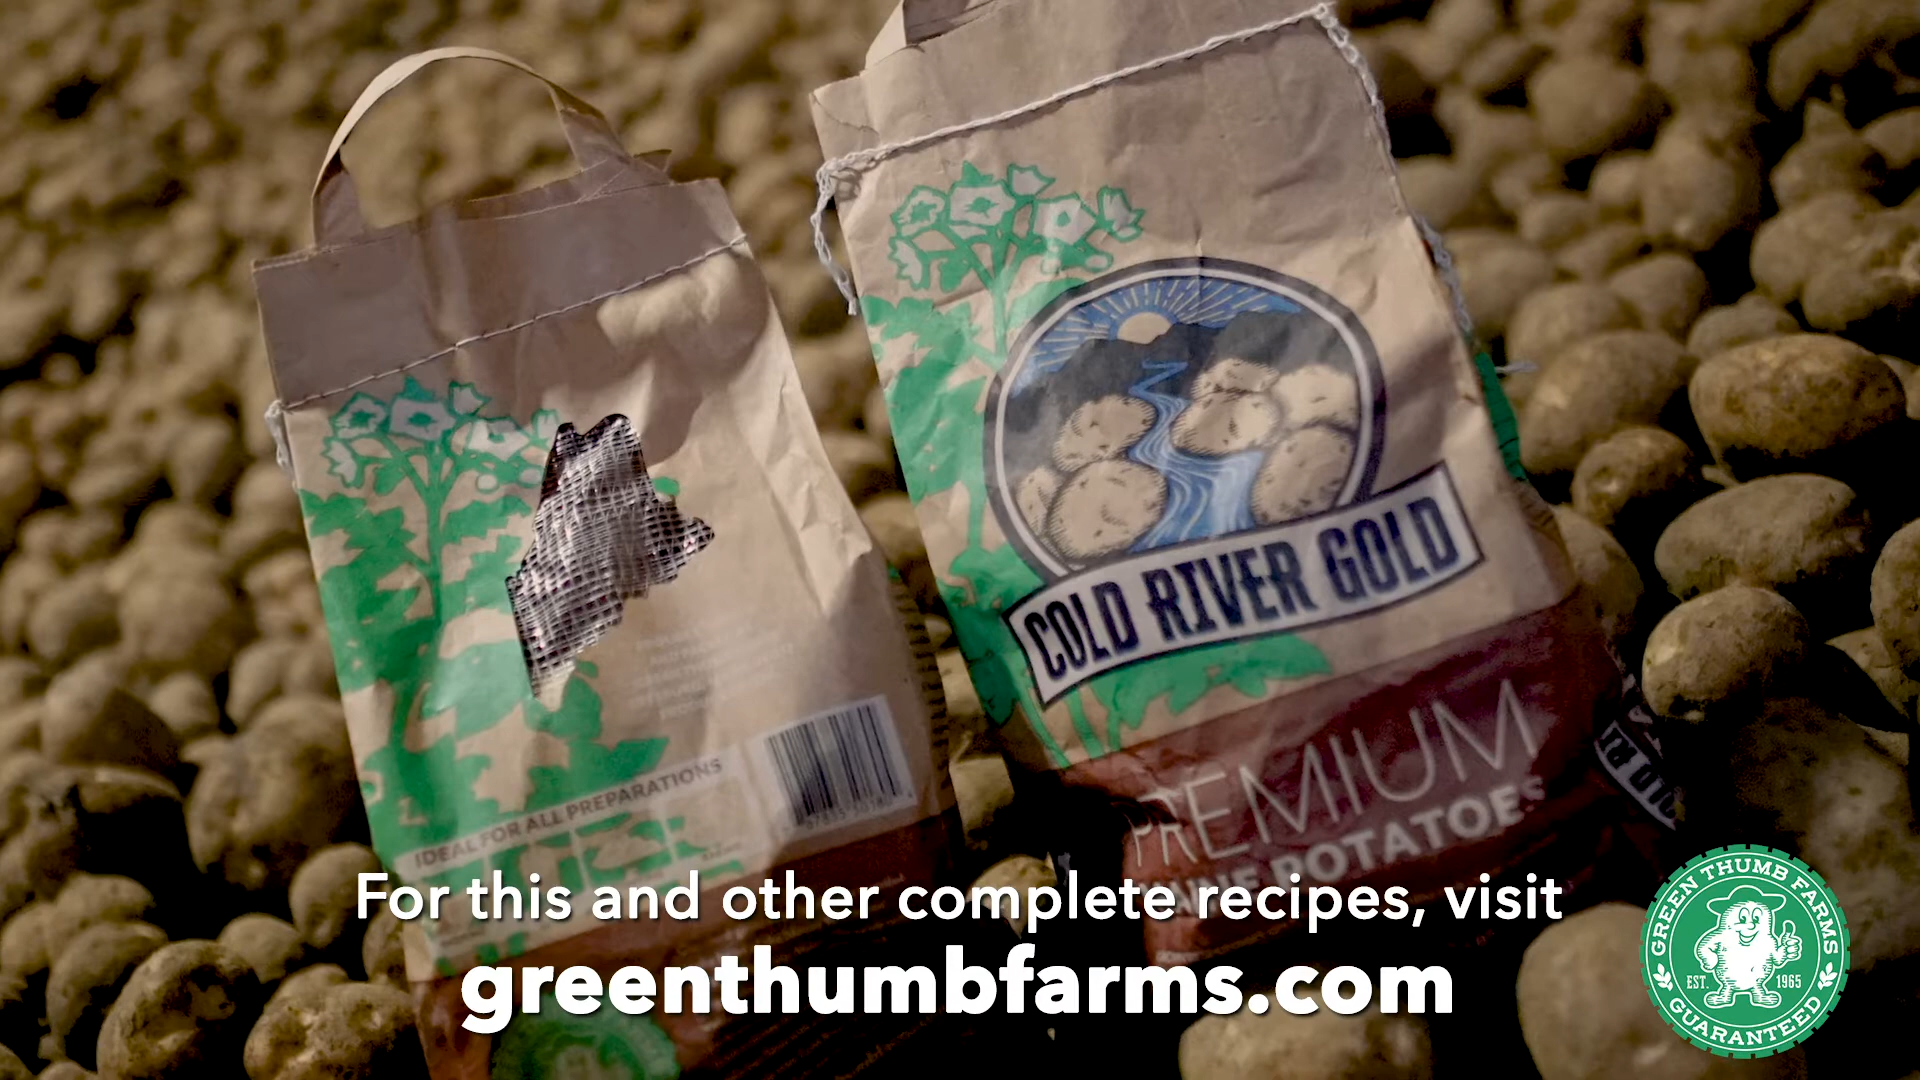 COLD RIVER GOLD
PREMIUM
POTATOES
IDEAL FOR ALL PREPARATIONS
For this and other complete recipes, visit
greenthumbfarms.com
GREEN THUMB FARMS
EST. 1965
GUARANTEED